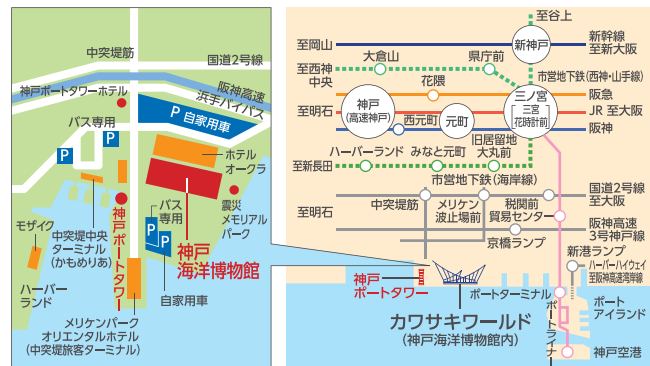 中突堤筋
国道2号線
阪神高速
浜手バイパス
神戸ポートタワーホテル
P 自家用車
バス専用
P
P
ホテル
オークラ
震災
メモリアル
パーク
中突堤中央
ターミナル
(かもめりあ)
神戸ポートタワー
バス
専用
P
P
神戸
海洋博物館
モザイク
ハーバー
ランド
自家用車
メリケンパーク
オリエンタルホテル
(中突堤旅客ターミナル)
至谷上
至岡山
新神戸
新幹線
至新大阪
大倉山
県庁前
至西神
中央
市営地下鉄(西神・山手線)
花隈
阪急
神戸
(高速神戸)
三ノ宮
三宮
花時計前
至明石
JR 至大阪
元町
西元町
阪神
旧居留地
大丸前
ハーバーランド
みなと元町
至新長田
市営地下鉄(海岸線)
国道2号線
至大阪
中突堤筋
メリケン
波止場前
税関前
貿易センター
至明石
阪神高速
3号神戸線
京橋ランプ
新港ランプ
ハーバーハイウェイ
至阪神高速湾岸線
神戸
ポートタワー
ポートターミナル
カワサキワールド
(神戸海洋博物館内)
ポートライナー
ポート
アイランド
神戸空港